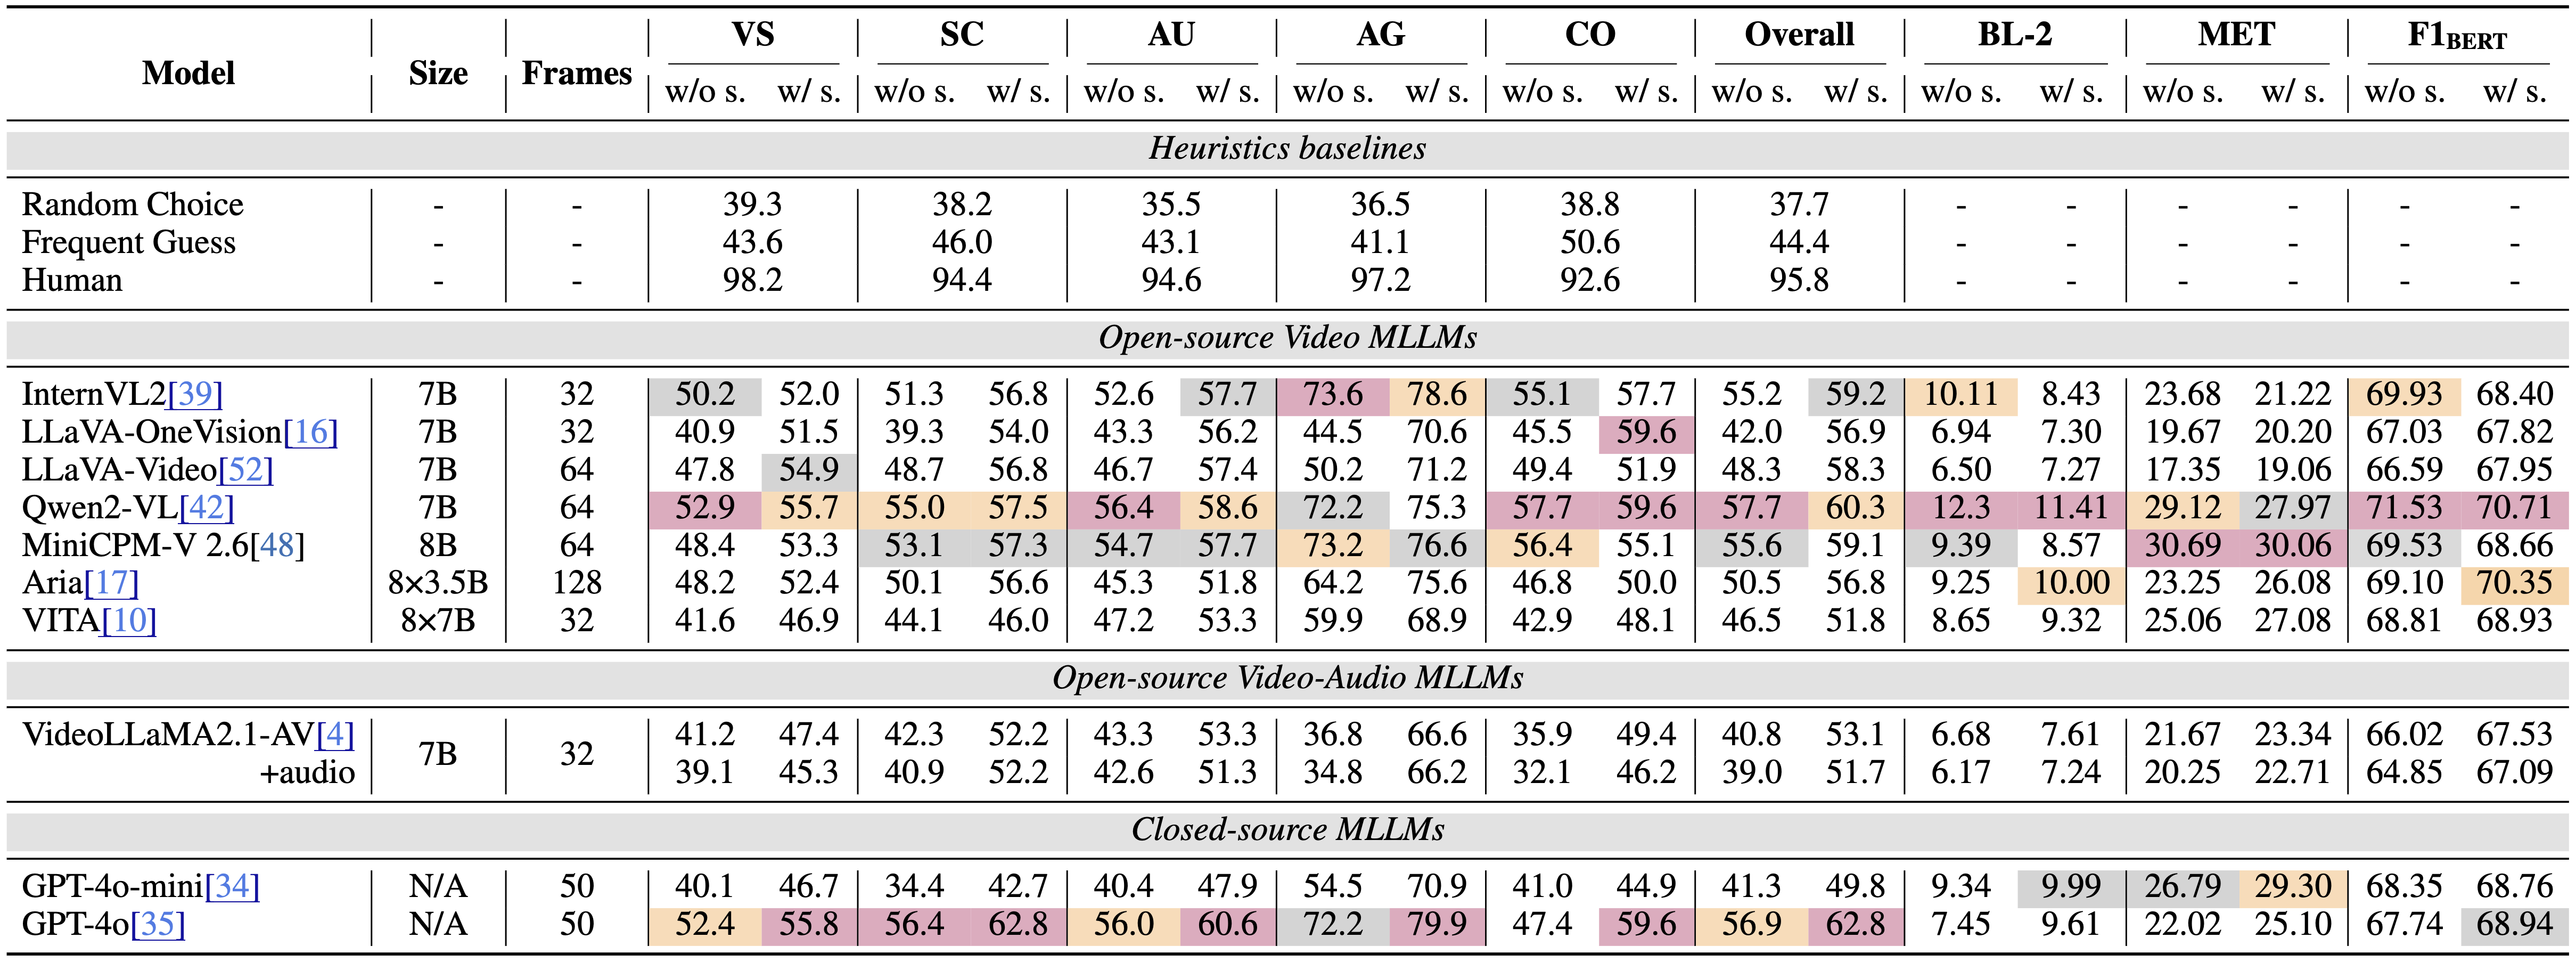 Model Size Frames VS SC AU AG CO Overall BL-2 MET F1BERT
w/o s. w/ s. w/o s. w/ s. w/o s. w/ s. w/o s. w/ s. w/o s. w/ s. w/o s. w/ s. w/o s. w/ s. w/o s. w/ s. w/o s. w/ s.
Heuristics baselines
Random Choice - - 39.3 38.2 35.5 36.5 38.8 37.7 - - - - - -
Frequent Guess - - 43.6 46.0 43.1 41.1 50.6 44.4 - - - - - -
Human - - 98.2 94.4 94.6 97.2 92.6 95.8 - - - - - -
Open-source Video MLLMs
InternVL2[39] 7B 32 50.2 52.0 51.3 56.8 52.6 57.7 73.6 78.6 55.1 57.7 55.2 59.2 10.11 8.43 23.68 21.22 69.93 68.40
LLaVA-OneVision[16] 7B 32 40.9 51.5 39.3 54.0 43.3 56.2 44.5 70.6 45.5 59.6 42.0 56.9 6.94 7.30 19.67 20.20 67.03 67.82
LLaVA-Video[52] 7B 64 47.8 54.9 48.7 56.8 46.7 57.4 50.2 71.2 49.4 51.9 48.3 58.3 6.50 7.27 17.35 19.06 66.59 67.95
Qwen2-VL[42] 7B 64 52.9 55.7 55.0 57.5 56.4 58.6 72.2 75.3 57.7 59.6 57.7 60.3 12.3 11.41 29.12 27.97 71.53 70.71
MiniCPM-V 2.6[48] 8B 64 48.4 53.3 53.1 57.3 54.7 57.7 73.2 76.6 56.4 55.1 55.6 59.1 9.39 8.57 30.69 30.06 69.53 68.66
Aria[17] 8×3.5B 128 48.2 52.4 50.1 56.6 45.3 51.8 64.2 75.6 46.8 50.0 50.5 56.8 9.25 10.00 23.25 26.08 69.10 70.35
VITA[10] 8×7B 32 41.6 46.9 44.1 46.0 47.2 53.3 59.9 68.9 42.9 48.1 46.5 51.8 8.65 9.32 25.06 27.08 68.81 68.93
Open-source Video-Audio MLLMs
VideoLLaMA2.1-AV[4] 7B 32 41.2 47.4 42.3 52.2 43.3 53.3 36.8 66.6 35.9 49.4 40.8 53.1 6.68 7.61 21.67 23.34 66.02 67.53
+audio 39.1 45.3 40.9 52.2 42.6 51.3 34.8 66.2 32.1 46.2 39.0 51.7 6.17 7.24 20.25 22.71 64.85 67.09
Closed-source MLLMs
GPT-4o-mini[34] N/A 50 40.1 46.7 34.4 42.7 40.4 47.9 54.5 70.9 41.0 44.9 41.3 49.8 9.34 9.99 26.79 29.30 68.35 68.76
GPT-4o[35] N/A 50 52.4 55.8 56.4 62.8 56.0 60.6 72.2 79.9 47.4 59.6 56.9 62.8 7.45 9.61 22.02 25.10 67.74 68.94